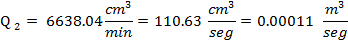 Q ₂ = 6638.04 cm³/min = 110.63 cm³/seg = 0.00011 m³/seg